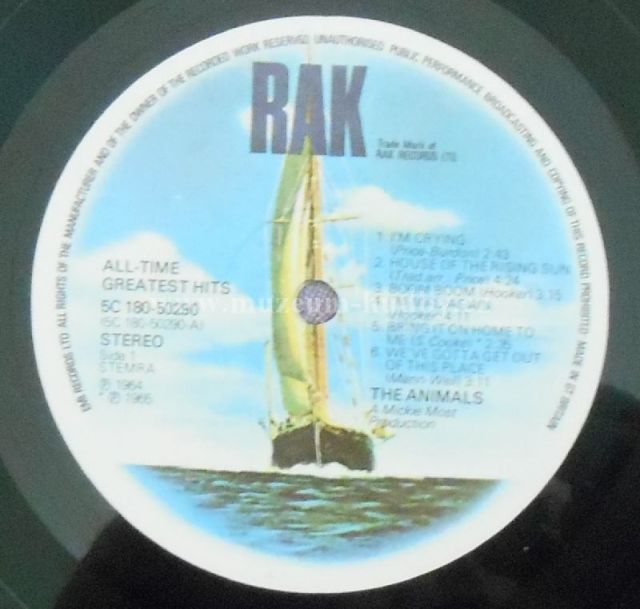 EMI RECORDS LTD ALL RIGHTS OF THE MANUFACTURER AND OF THE OWNER OF THE RECORDED WORK RESERVED. UNAUTHORISED PUBLIC PERFORMANCE BROADCASTING AND COPYING OF THIS RECORD PROHIBITED MADE IN GT BRITAIN
RAK
Trade Mark of
RAK RECORDS LTD
ALL-TIME
GREATEST HITS
5C 180-50290
(5C 180-50290-A)
STEREO
Side 1
STEMRA
℗ 1964
* ℗ 1965
1. I'M CRYING
(Price-Burdon) 2:43
2. HOUSE OF THE RISING SUN
(Trad. arr. Price) 4:24
3. BOOM BOOM (Hooker) 3:15
(Hooker) 4:11
5. BRING IT ON HOME TO
ME (S. Cooke) * 2:35
6. WE'VE GOTTA GET OUT
OF THIS PLACE
(Mann-Weil) 3:11
THE ANIMALS
A Mickie Most
Production